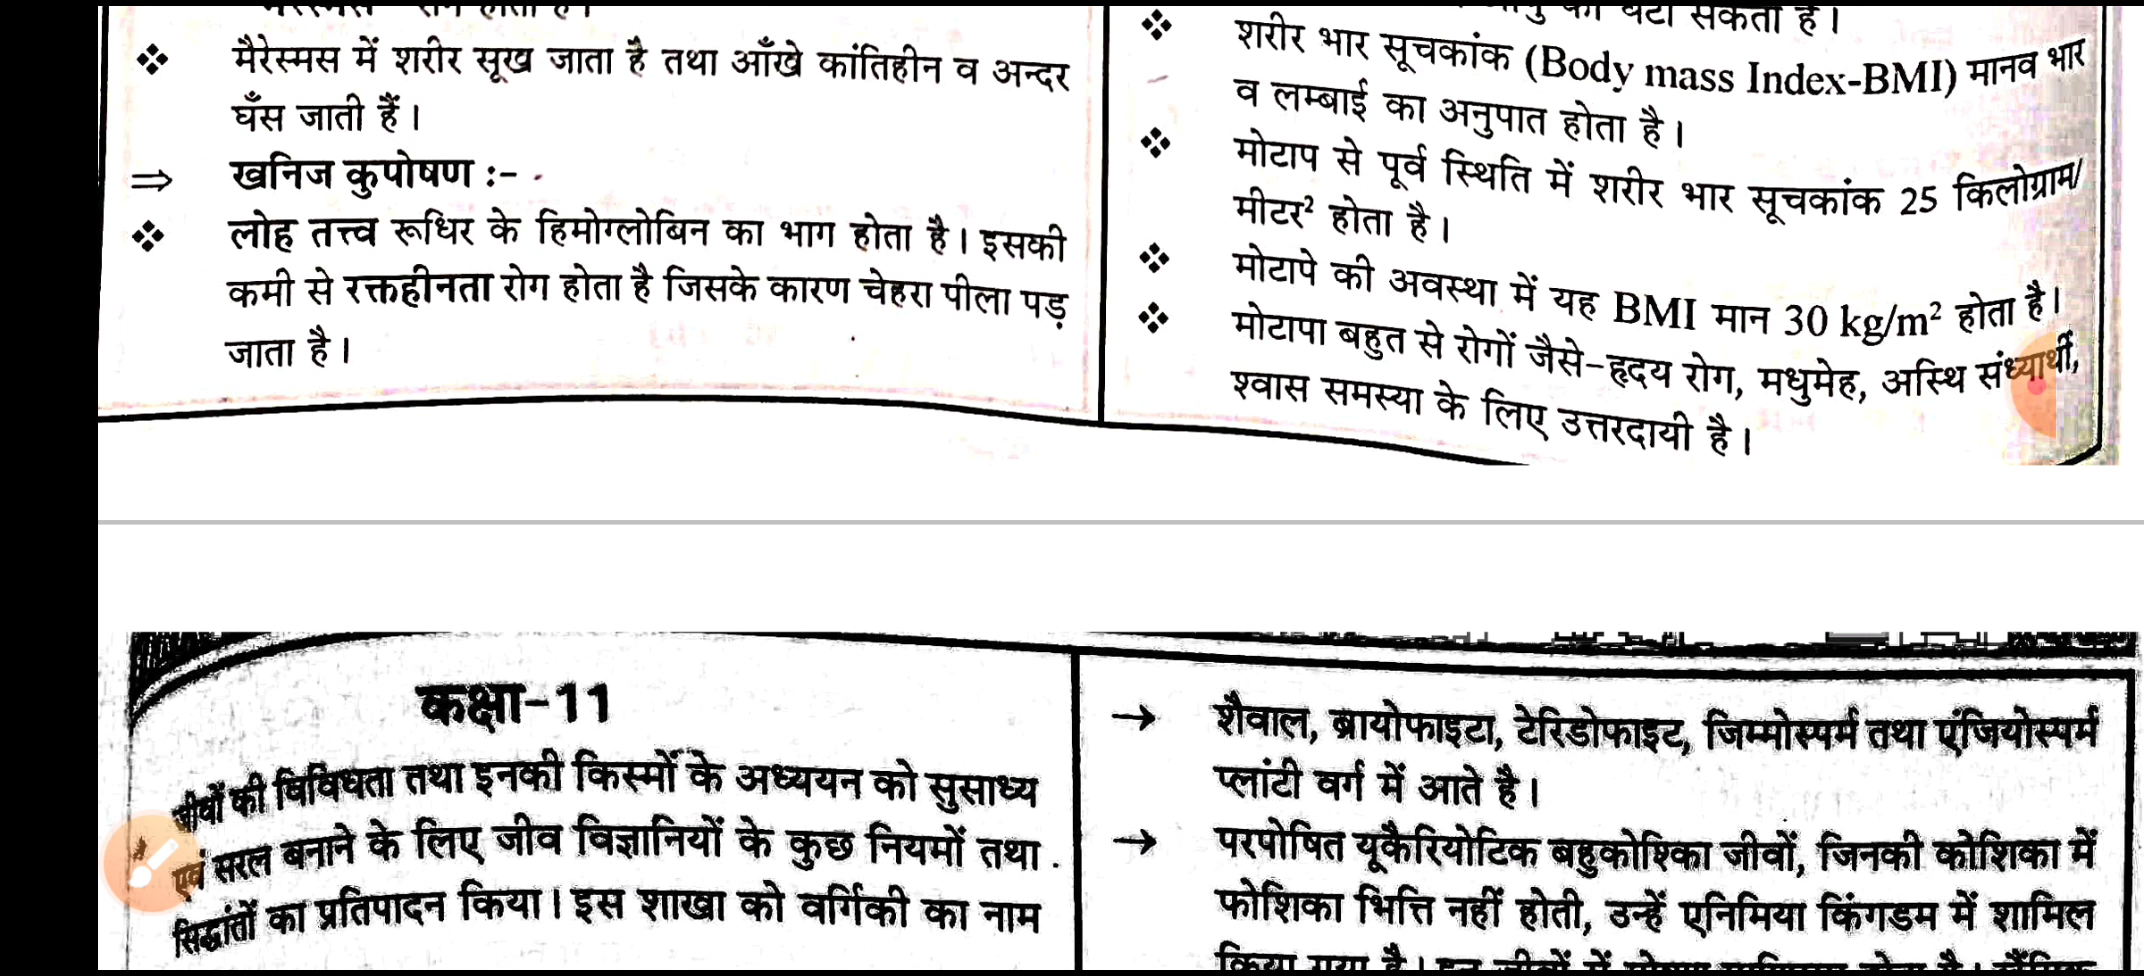 मैरेस्मस में शरीर सूख जाता है तथा आँखे कांतिहीन व अन्दर
घँस जाती हैं।
⇒ खनिज कुपोषण :-
लोह तत्त्व रूधिर के हिमोग्लोबिन का भाग होता है। इसकी
कमी से रक्तहीनता रोग होता है जिसके कारण चेहरा पीला पड़
जाता है।
घटा सकता है।
शरीर भार सूचकांक (Body mass Index-BMI) मानव भार
व लम्बाई का अनुपात होता है।
मोटाप से पूर्व स्थिति में शरीर भार सूचकांक 25 किलोग्राम/
मीटर² होता है।
मोटापे की अवस्था में यह BMI मान 30 kg/m² होता है।
मोटापा बहुत से रोगों जैसे-हृदय रोग, मधुमेह, अस्थि संध्यार्थी,
श्वास समस्या के लिए उत्तरदायी है।
कक्षा-11
जीवों की विविधता तथा इनकी किस्मों के अध्ययन को सुसाध्य
एवं सरल बनाने के लिए जीव विज्ञानियों के कुछ नियमों तथा
सिद्धांतों का प्रतिपादन किया। इस शाखा को वर्गिकी का नाम
→ शैवाल, ब्रायोफाइटा, टेरिडोफाइट, जिम्मोस्पर्म तथा एंजियोस्पर्म
प्लांटी वर्ग में आते है।
→ परपोषित यूकैरियोटिक बहुकोश्किा जीवों, जिनकी कोशिका में
फोशिका भित्ति नहीं होती, उन्हें एनिमिया किंगडम में शामिल